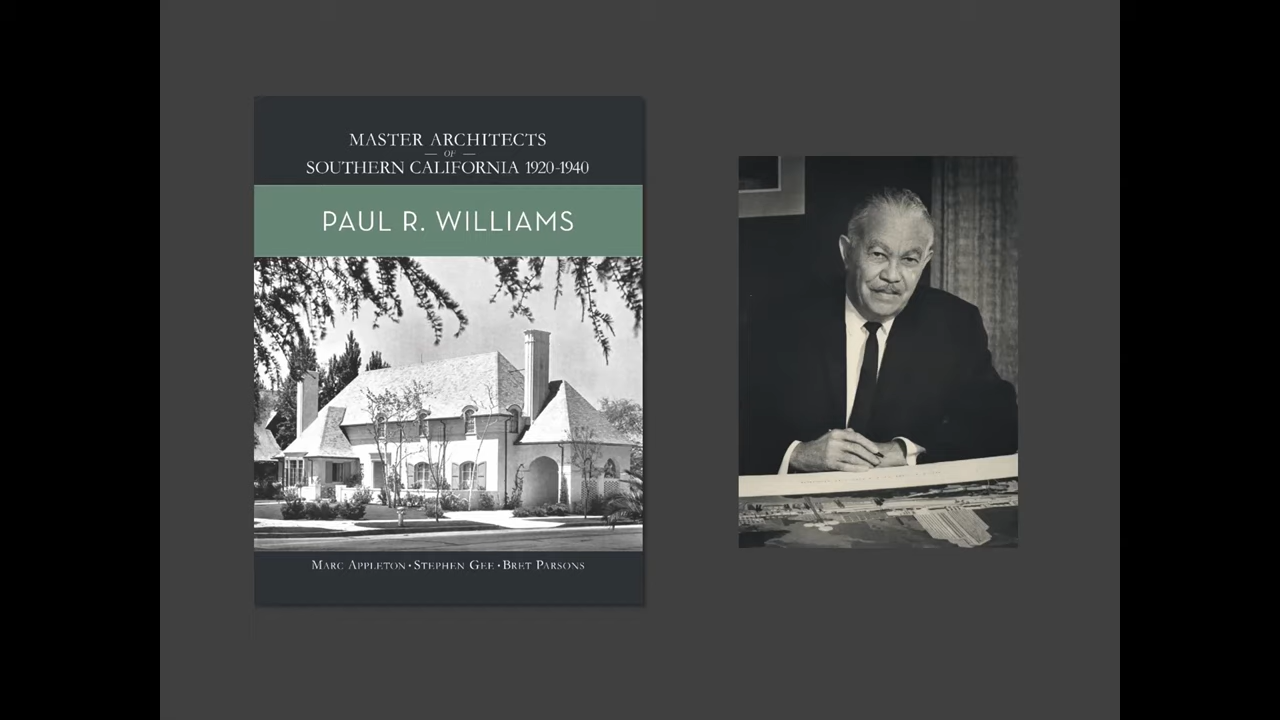 MASTER ARCHITECTS
— OF —
SOUTHERN CALIFORNIA 1920-1940
PAUL R. WILLIAMS
MARC APPLETON • STEPHEN GEE • BRET PARSONS